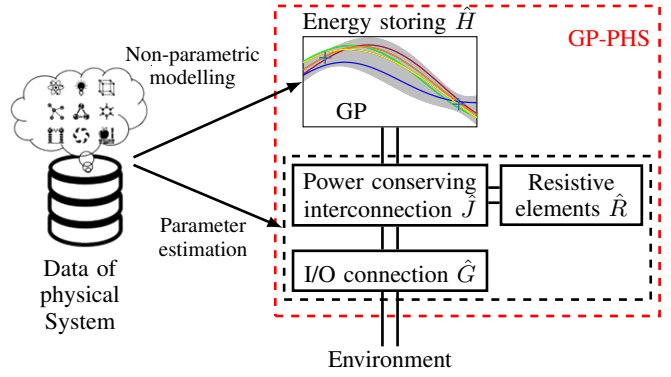 Energy storing Ĥ
GP-PHS
Non-parametric
modelling
GP
Power conserving
interconnection Ĵ
Resistive
elements R̂
Parameter
estimation
I/O connection Ĝ
Data of
physical
System
Environment